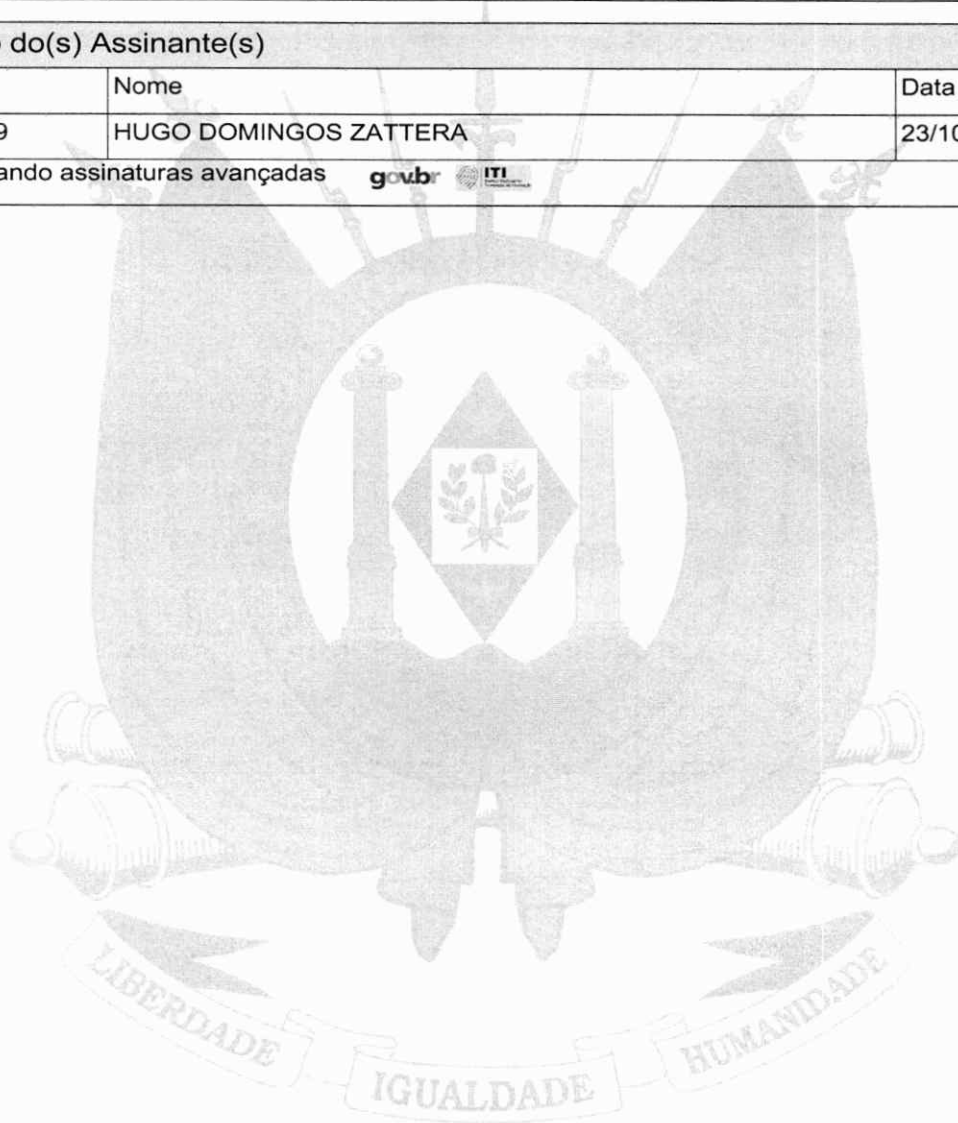 do(s) Assinante(s)
Nome Data
9 HUGO DOMINGOS ZATTERA 23/10
ando assinaturas avançadas gov.br ITI
LIBERDADE IGUALDADE HUMANIDADE